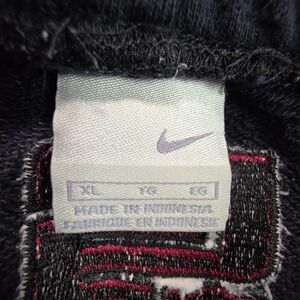 XL TG EG
MADE IN INDONESIA
FABRIQUE EN INDONESIE